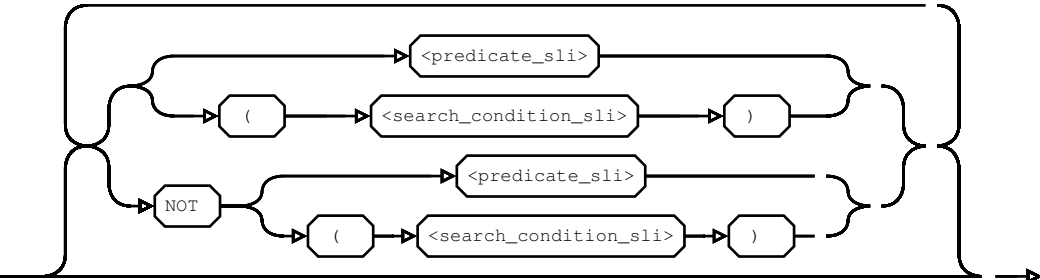 <predicate_sli>
( <search_condition_sli> )
<predicate_sli>
NOT
( <search_condition_sli> )